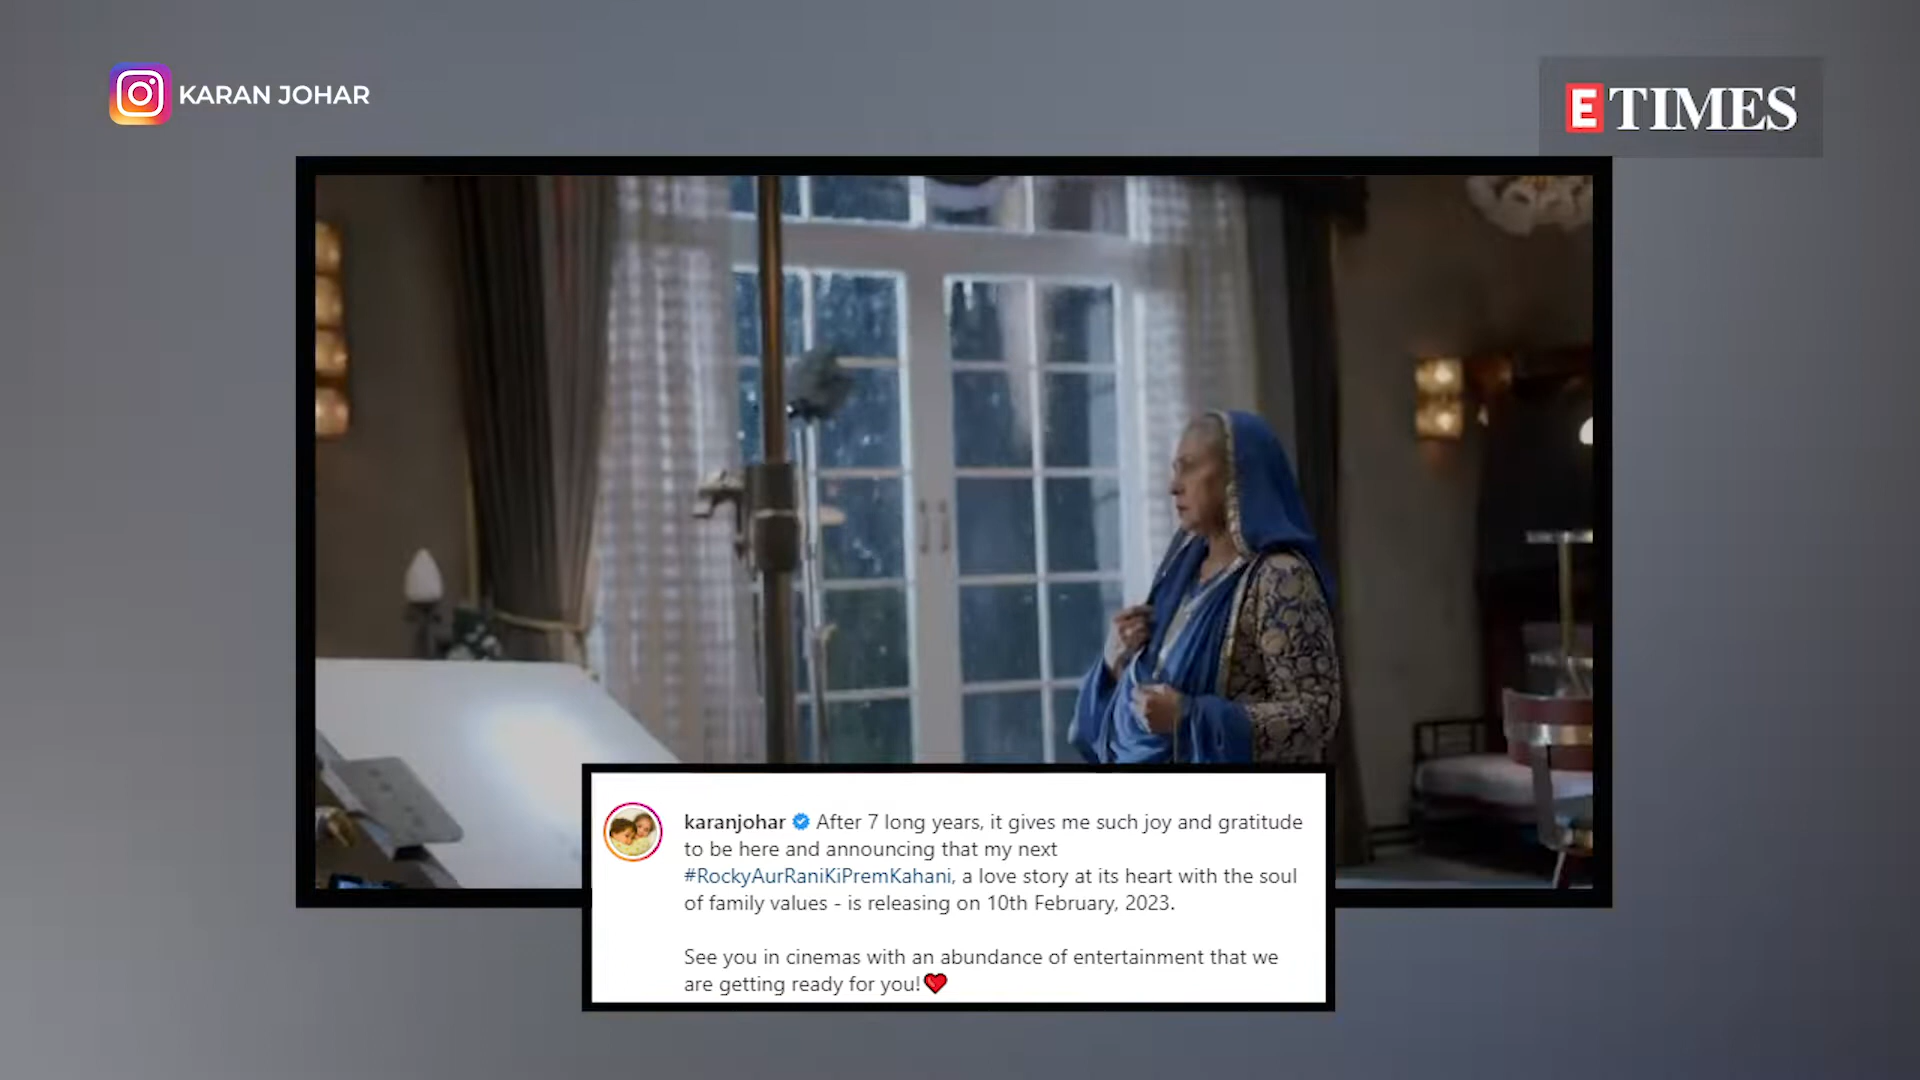 KARAN JOHAR
E TIMES
karanjohar After 7 long years, it gives me such joy and gratitude
to be here and announcing that my next
#RockyAurRaniKiPremKahani, a love story at its heart with the soul
of family values - is releasing on 10th February, 2023.
See you in cinemas with an abundance of entertainment that we
are getting ready for you!❤️